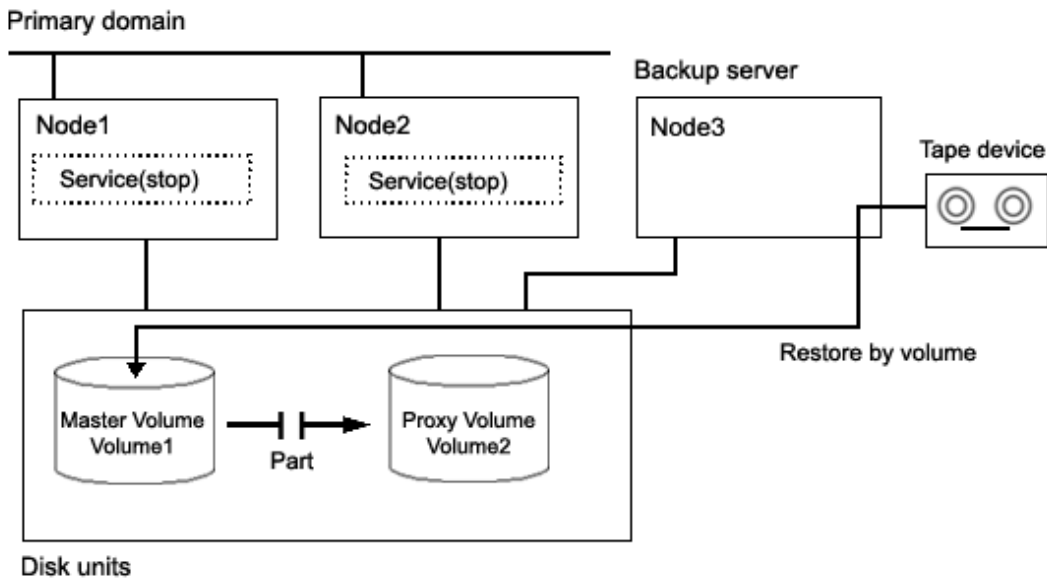 Primary domain
Backup server
Node1
Node2
Node3
Tape device
Service(stop)
Service(stop)
Restore by volume
Master Volume
Volume1
Part
Proxy Volume
Volume2
Disk units